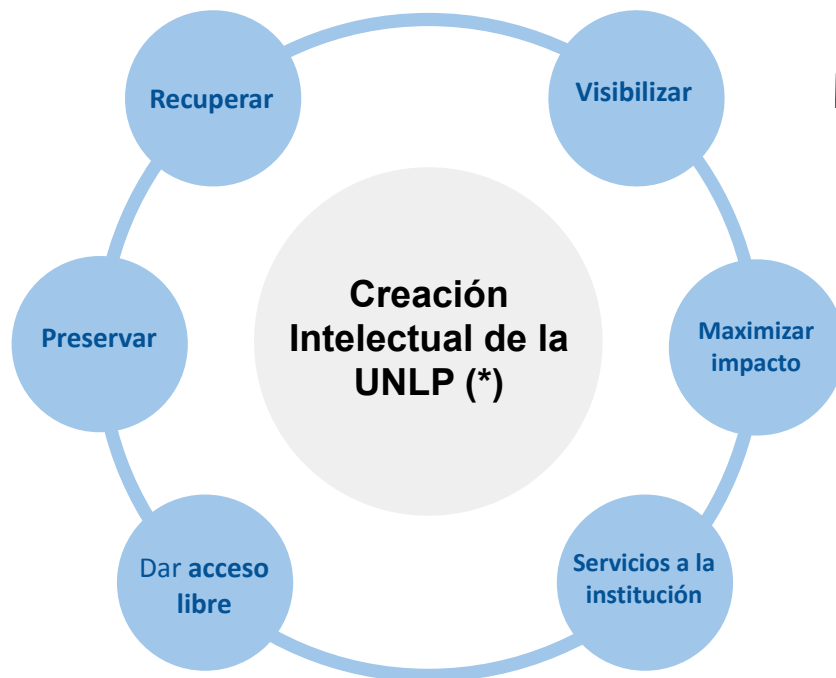 Recuperar
Visibilizar
Creación
Intelectual de la
UNLP (*)
Preservar
Maximizar
impacto
Dar acceso
libre
Servicios a la
institución